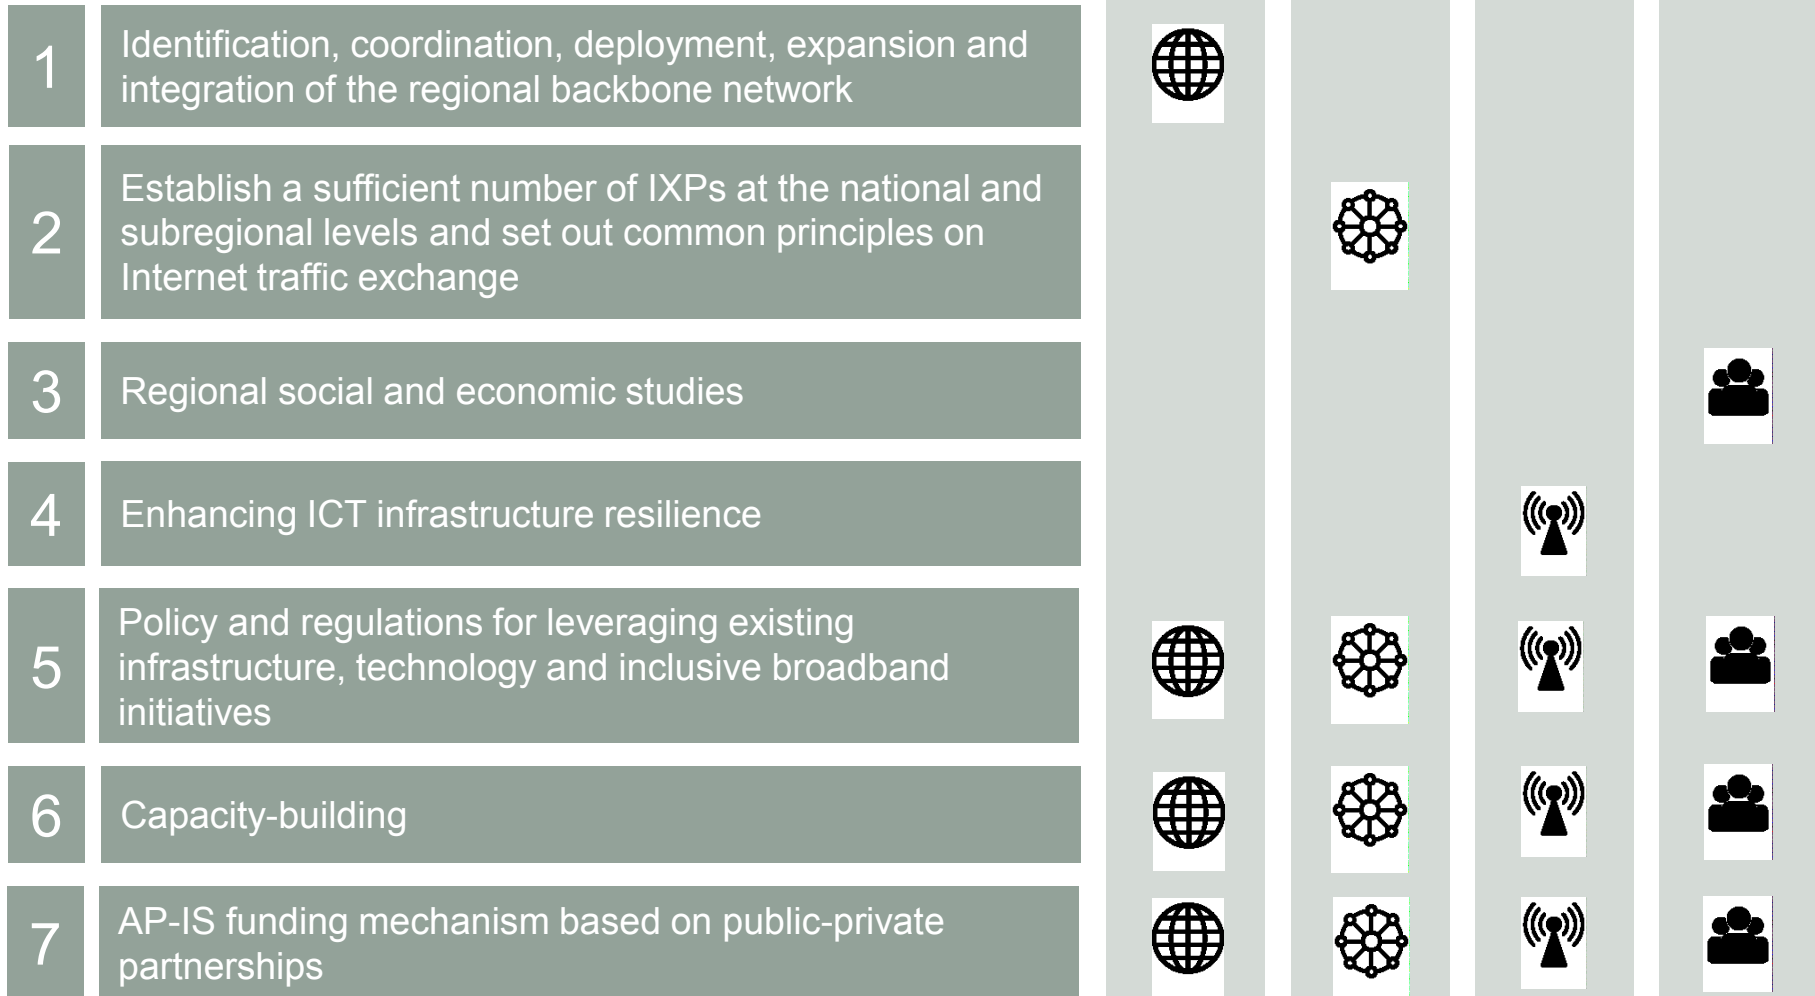 1
Identification, coordination, deployment, expansion and
integration of the regional backbone network
2
Establish a sufficient number of IXPs at the national and
subregional levels and set out common principles on
Internet traffic exchange
3
Regional social and economic studies
4
Enhancing ICT infrastructure resilience
5
Policy and regulations for leveraging existing
infrastructure, technology and inclusive broadband
initiatives
6
Capacity-building
7
AP-IS funding mechanism based on public-private
partnerships